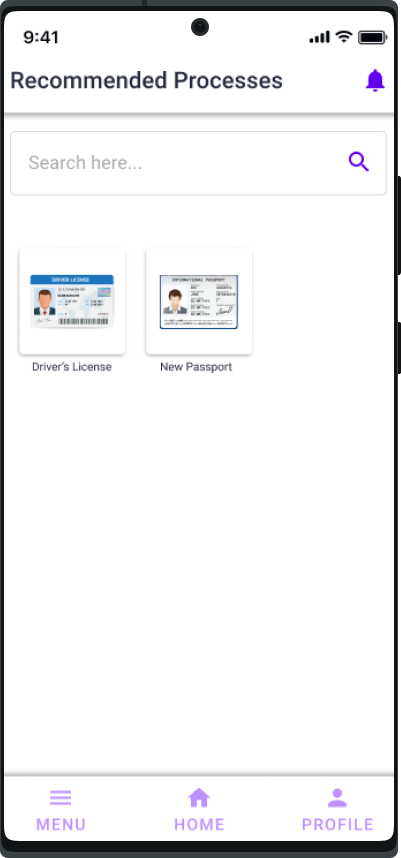 9:41
Recommended Processes
Search here...
DRIVER LICENSE
INTERNATIONAL PASSPORT
Driver's License
New Passport
MENU
HOME
PROFILE